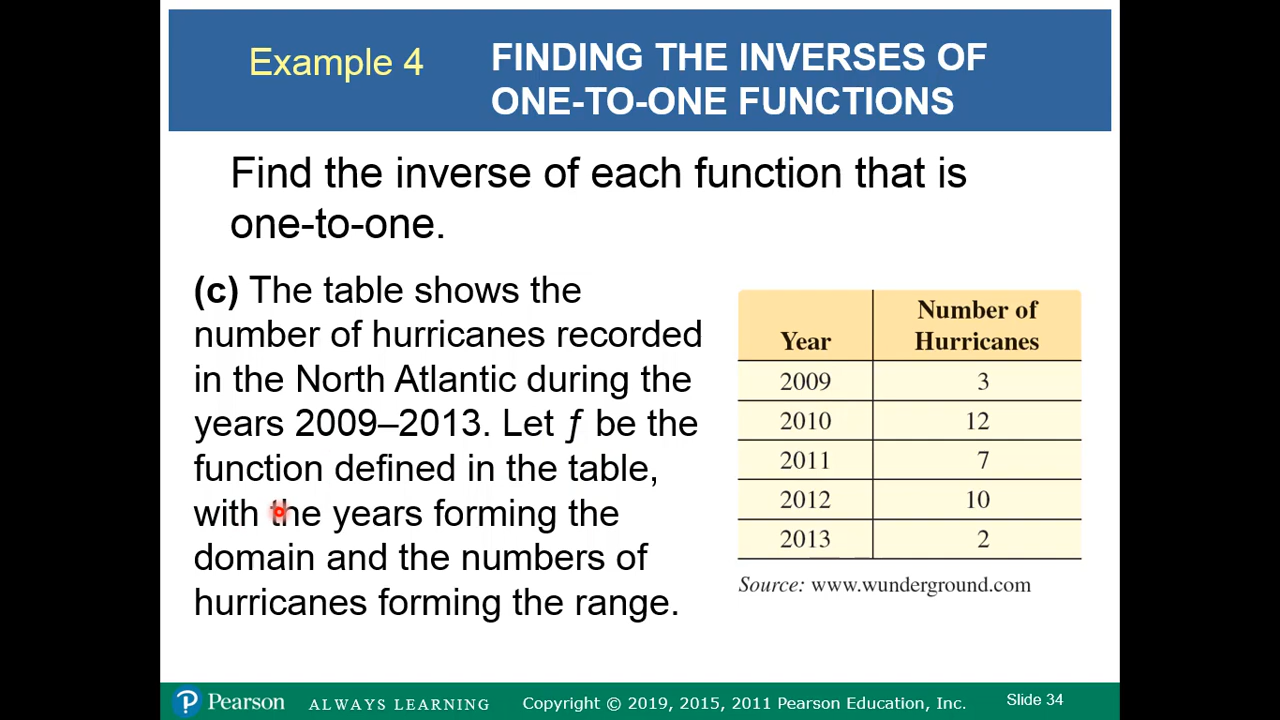 Example 4
FINDING THE INVERSES OF
ONE-TO-ONE FUNCTIONS
Find the inverse of each function that is
one-to-one.
(c) The table shows the
number of hurricanes recorded
in the North Atlantic during the
years 2009–2013. Let ƒ be the
function defined in the table,
with the years forming the
domain and the numbers of
hurricanes forming the range.
Year Number of Hurricanes
2009 3
2010 12
2011 7
2012 10
2013 2
Source: www.wunderground.com
P Pearson ALWAYS LEARNING Copyright © 2019, 2015, 2011 Pearson Education, Inc. Slide 34